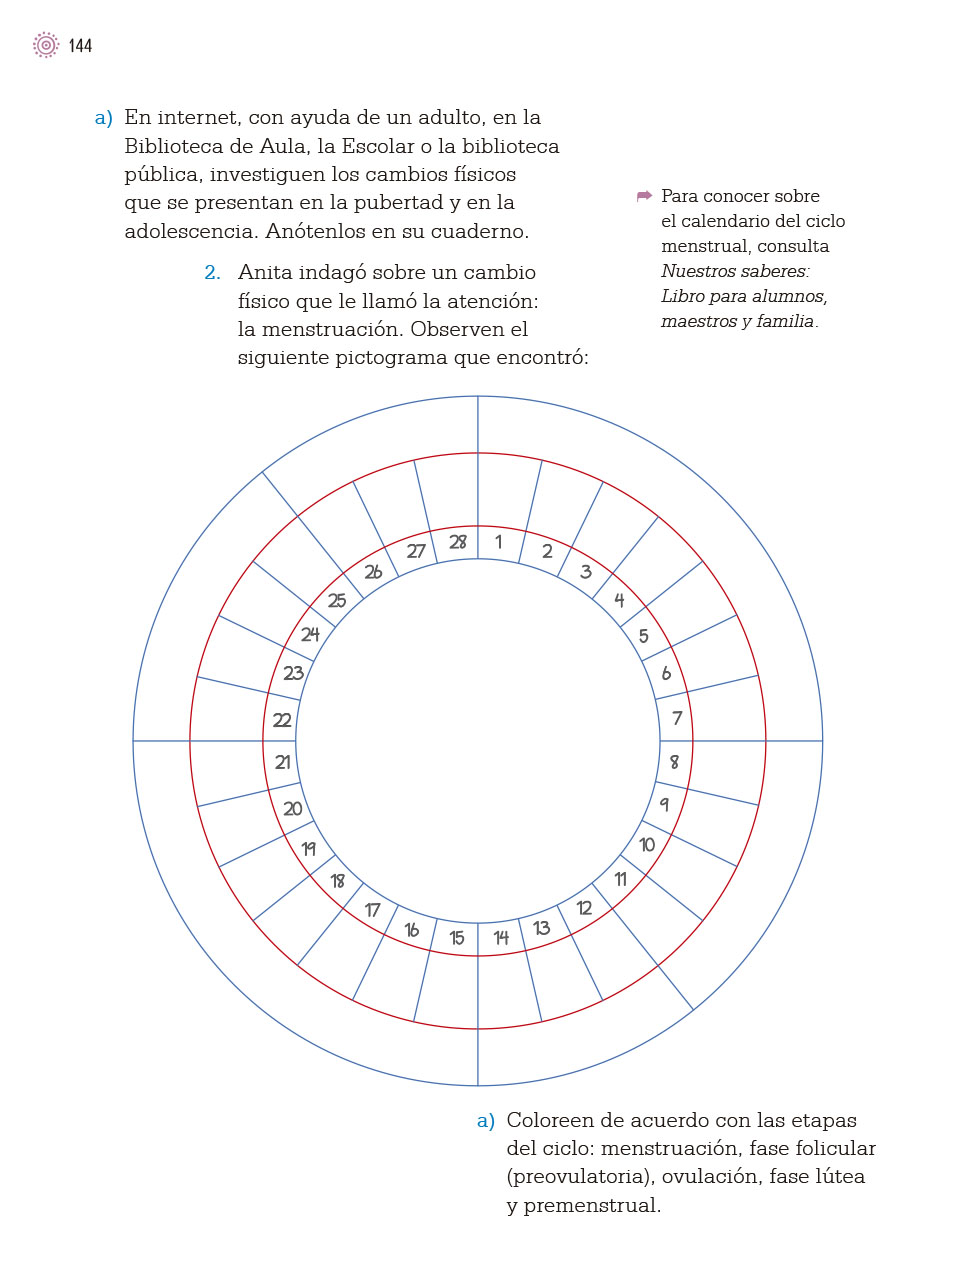 144
a) En internet, con ayuda de un adulto, en la
Biblioteca de Aula, la Escolar o la biblioteca
pública, investiguen los cambios físicos
que se presentan en la pubertad y en la
adolescencia. Anótenlos en su cuaderno.
Para conocer sobre
el calendario del ciclo
menstrual, consulta
Nuestros saberes:
Libro para alumnos,
maestros y familia.
2. Anita indagó sobre un cambio
físico que le llamó la atención:
la menstruación. Observen el
siguiente pictograma que encontró:
1
2
3
4
5
6
7
8
9
10
11
12
13
14
15
16
17
18
19
20
21
22
23
24
25
26
27
28
a) Coloreen de acuerdo con las etapas
del ciclo: menstruación, fase folicular
(preovulatoria), ovulación, fase lútea
y premenstrual.